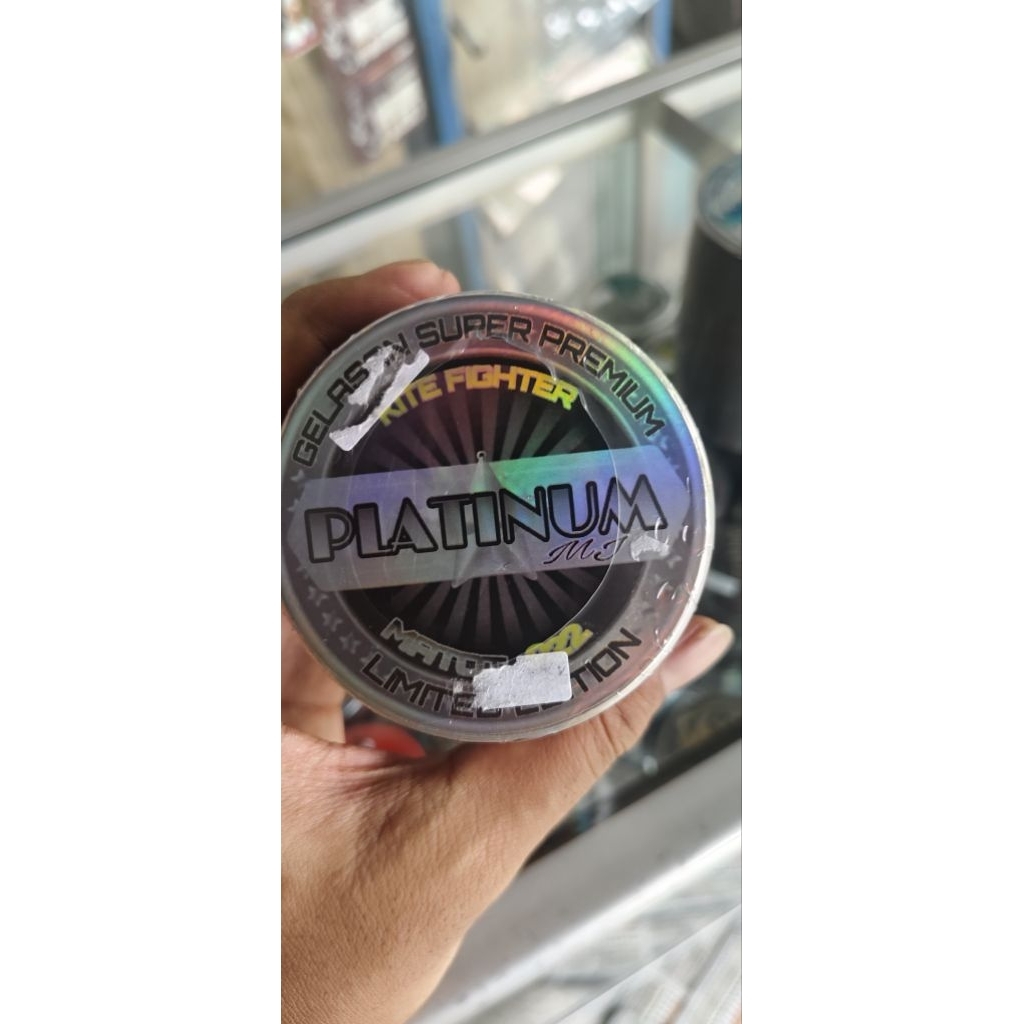 GELASAN SUPER PREMIUM
KITE FIGHTER
PLATINUM
LIMITED EDITION